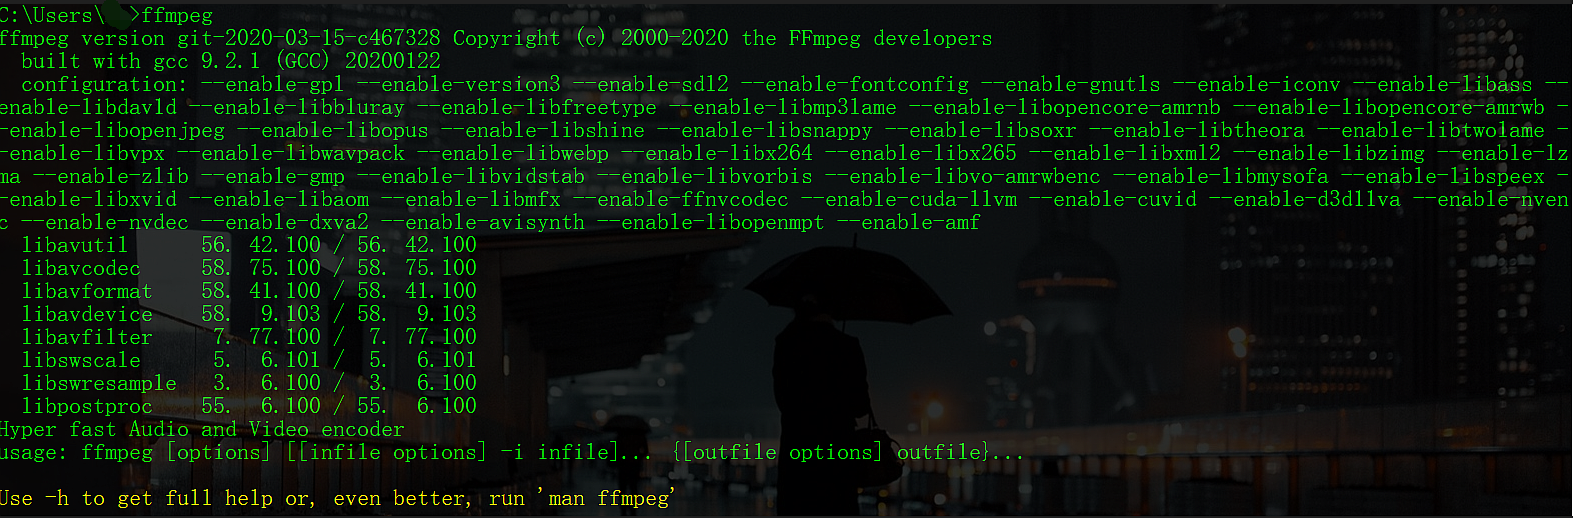 C:\Users\ >ffmpeg
ffmpeg version git-2020-03-15-c467328 Copyright (c) 2000-2020 the FFmpeg developers
built with gcc 9.2.1 (GCC) 20200122
configuration: --enable-gpl --enable-version3 --enable-sdl2 --enable-fontconfig --enable-gnutls --enable-iconv --enable-libass --
enable-libdav1d --enable-libbluray --enable-libfreetype --enable-libmp3lame --enable-libopencore-amrnb --enable-libopencore-amrwb -
-enable-libopenjpeg --enable-libopus --enable-libshine --enable-libsnappy --enable-libsoxr --enable-libtheora --enable-libtwolame -
-enable-libvpx --enable-libwavpack --enable-libwebp --enable-libx264 --enable-libx265 --enable-libxml2 --enable-libzimg --enable-lz
ma --enable-zlib --enable-gmp --enable-libvidstab --enable-libvorbis --enable-libvo-amrwbenc --enable-libmysofa --enable-libspeex -
-enable-libxvid --enable-libaom --enable-libmfx --enable-ffnvcodec --enable-cuda-llvm --enable-cuvid --enable-d3d11va --enable-nven
c --enable-nvdec --enable-dxva2 --enable-avisynth --enable-libopenmpt --enable-amf
libavutil 56. 42.100 / 56. 42.100
libavcodec 58. 75.100 / 58. 75.100
libavformat 58. 41.100 / 58. 41.100
libavdevice 58. 9.103 / 58. 9.103
libavfilter 7. 77.100 / 7. 77.100
libswscale 5. 6.101 / 5. 6.101
libswresample 3. 6.100 / 3. 6.100
libpostproc 55. 6.100 / 55. 6.100
Hyper fast Audio and Video encoder
usage: ffmpeg [options] [[infile options] -i infile]... {[outfile options] outfile}...
Use -h to get full help or, even better, run 'man ffmpeg'